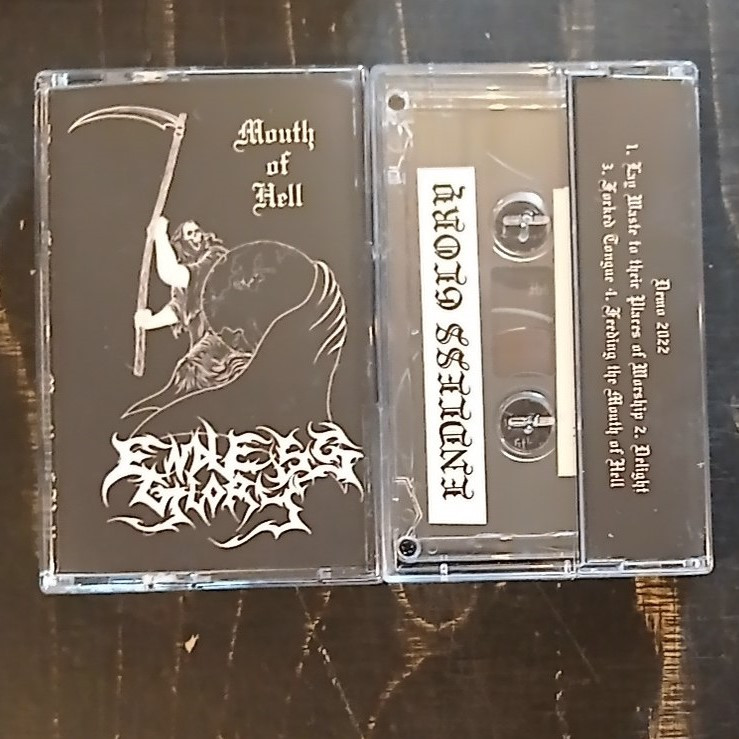 Mouth
of
Hell
ENDLESS
GLORY
ENDLESS GLORY
Demo 2022
1. Lay Waste to their Places of Worship 2. Delight
3. Forked Tongue 4. Feeding the Mouth of Hell